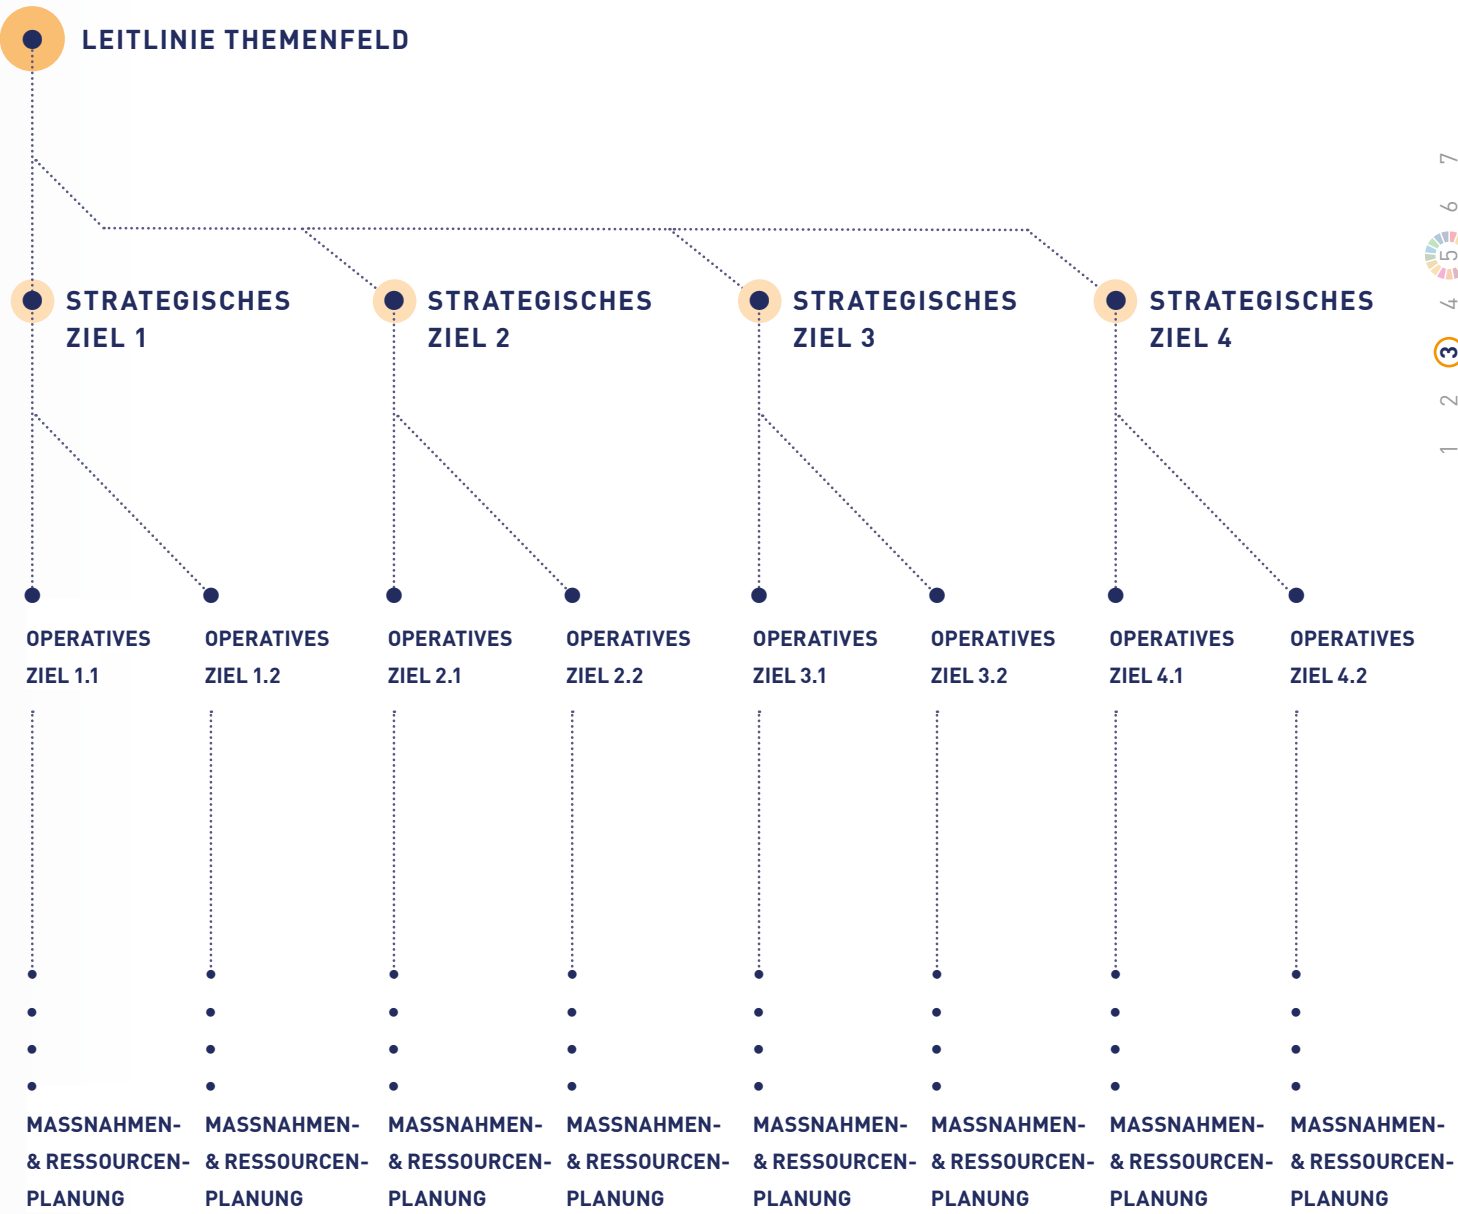 LEITLINIE THEMENFELD
STRATEGISCHES
ZIEL 1
STRATEGISCHES
ZIEL 2
STRATEGISCHES
ZIEL 3
STRATEGISCHES
ZIEL 4
OPERATIVES
ZIEL 1.1
OPERATIVES
ZIEL 1.2
OPERATIVES
ZIEL 2.1
OPERATIVES
ZIEL 2.2
OPERATIVES
ZIEL 3.1
OPERATIVES
ZIEL 3.2
OPERATIVES
ZIEL 4.1
OPERATIVES
ZIEL 4.2
MASSNAHMEN-
& RESSOURCEN-
PLANUNG
MASSNAHMEN-
& RESSOURCEN-
PLANUNG
MASSNAHMEN-
& RESSOURCEN-
PLANUNG
MASSNAHMEN-
& RESSOURCEN-
PLANUNG
MASSNAHMEN-
& RESSOURCEN-
PLANUNG
MASSNAHMEN-
& RESSOURCEN-
PLANUNG
MASSNAHMEN-
& RESSOURCEN-
PLANUNG
MASSNAHMEN-
& RESSOURCEN-
PLANUNG
1 2 3 4 5 6 7